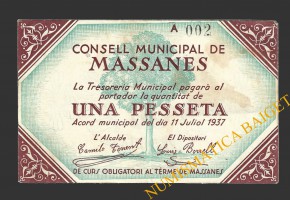 A 002
CONSELL MUNICIPAL DE
MASSANES
La Tresoreria Municipal pagarà al
portador la quantitat de
UNA PESSETA
Acord municipal del dia 11 Juliol 1937
L'Alcalde El Dipositari
DE CURS OBLIGATORI AL TERME DE MASSANES
NUMISMATICA BAIGET